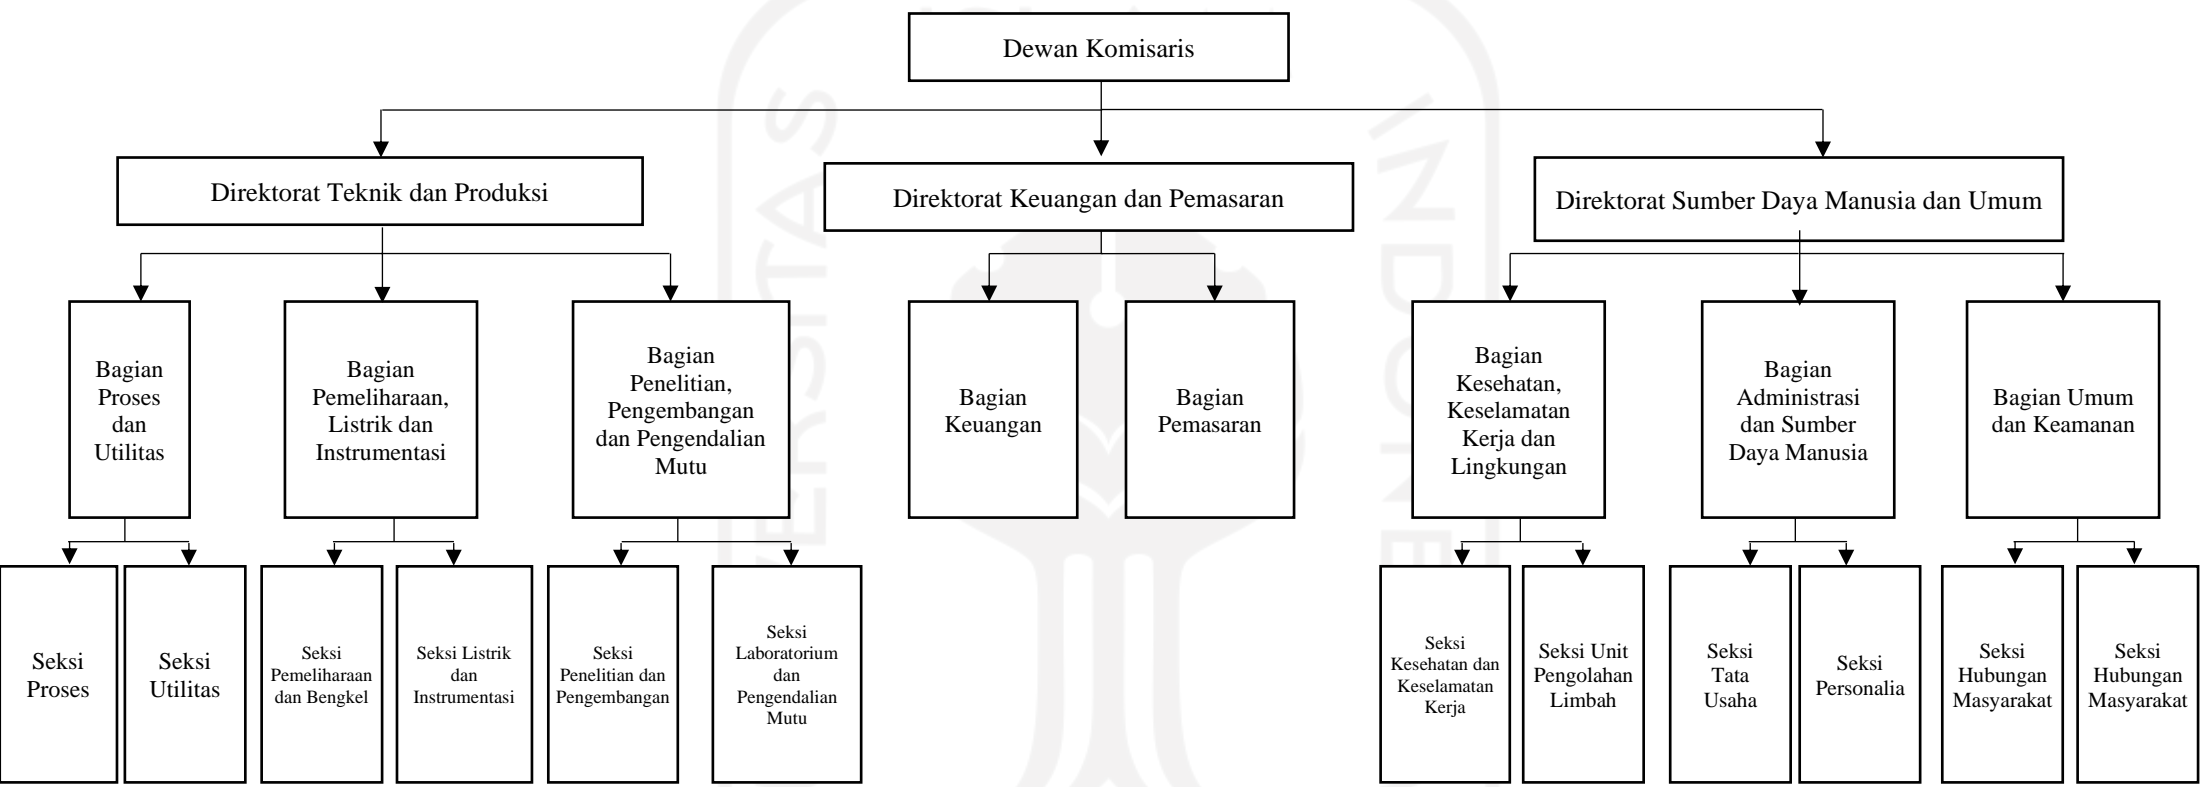 Dewan Komisaris
Direktorat Teknik dan Produksi
Direktorat Keuangan dan Pemasaran
Direktorat Sumber Daya Manusia dan Umum
Bagian
Proses
dan
Utilitas
Bagian
Pemeliharaan,
Listrik dan
Instrumentasi
Bagian
Penelitian,
Pengembangan
dan Pengendalian
Mutu
Bagian
Keuangan
Bagian
Pemasaran
Bagian
Kesehatan,
Keselamatan
Kerja dan
Lingkungan
Bagian
Administrasi
dan Sumber
Daya Manusia
Bagian Umum
dan Keamanan
Seksi
Proses
Seksi
Utilitas
Seksi
Pemeliharaan
dan Bengkel
Seksi Listrik
dan
Instrumentasi
Seksi
Penelitian dan
Pengembangan
Seksi
Laboratorium
dan
Pengendalian
Mutu
Seksi
Kesehatan dan
Keselamatan
Kerja
Seksi Unit
Pengolahan
Limbah
Seksi
Tata
Usaha
Seksi
Personalia
Seksi
Hubungan
Masyarakat
Seksi
Hubungan
Masyarakat